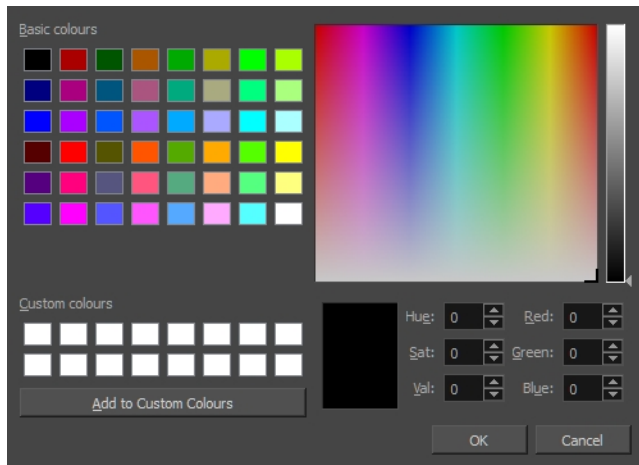 Basic colours
Custom colours
Add to Custom Colours
Hue: 0 Red: 0
Sat: 0 Green: 0
Val: 0 Blue: 0
OK Cancel